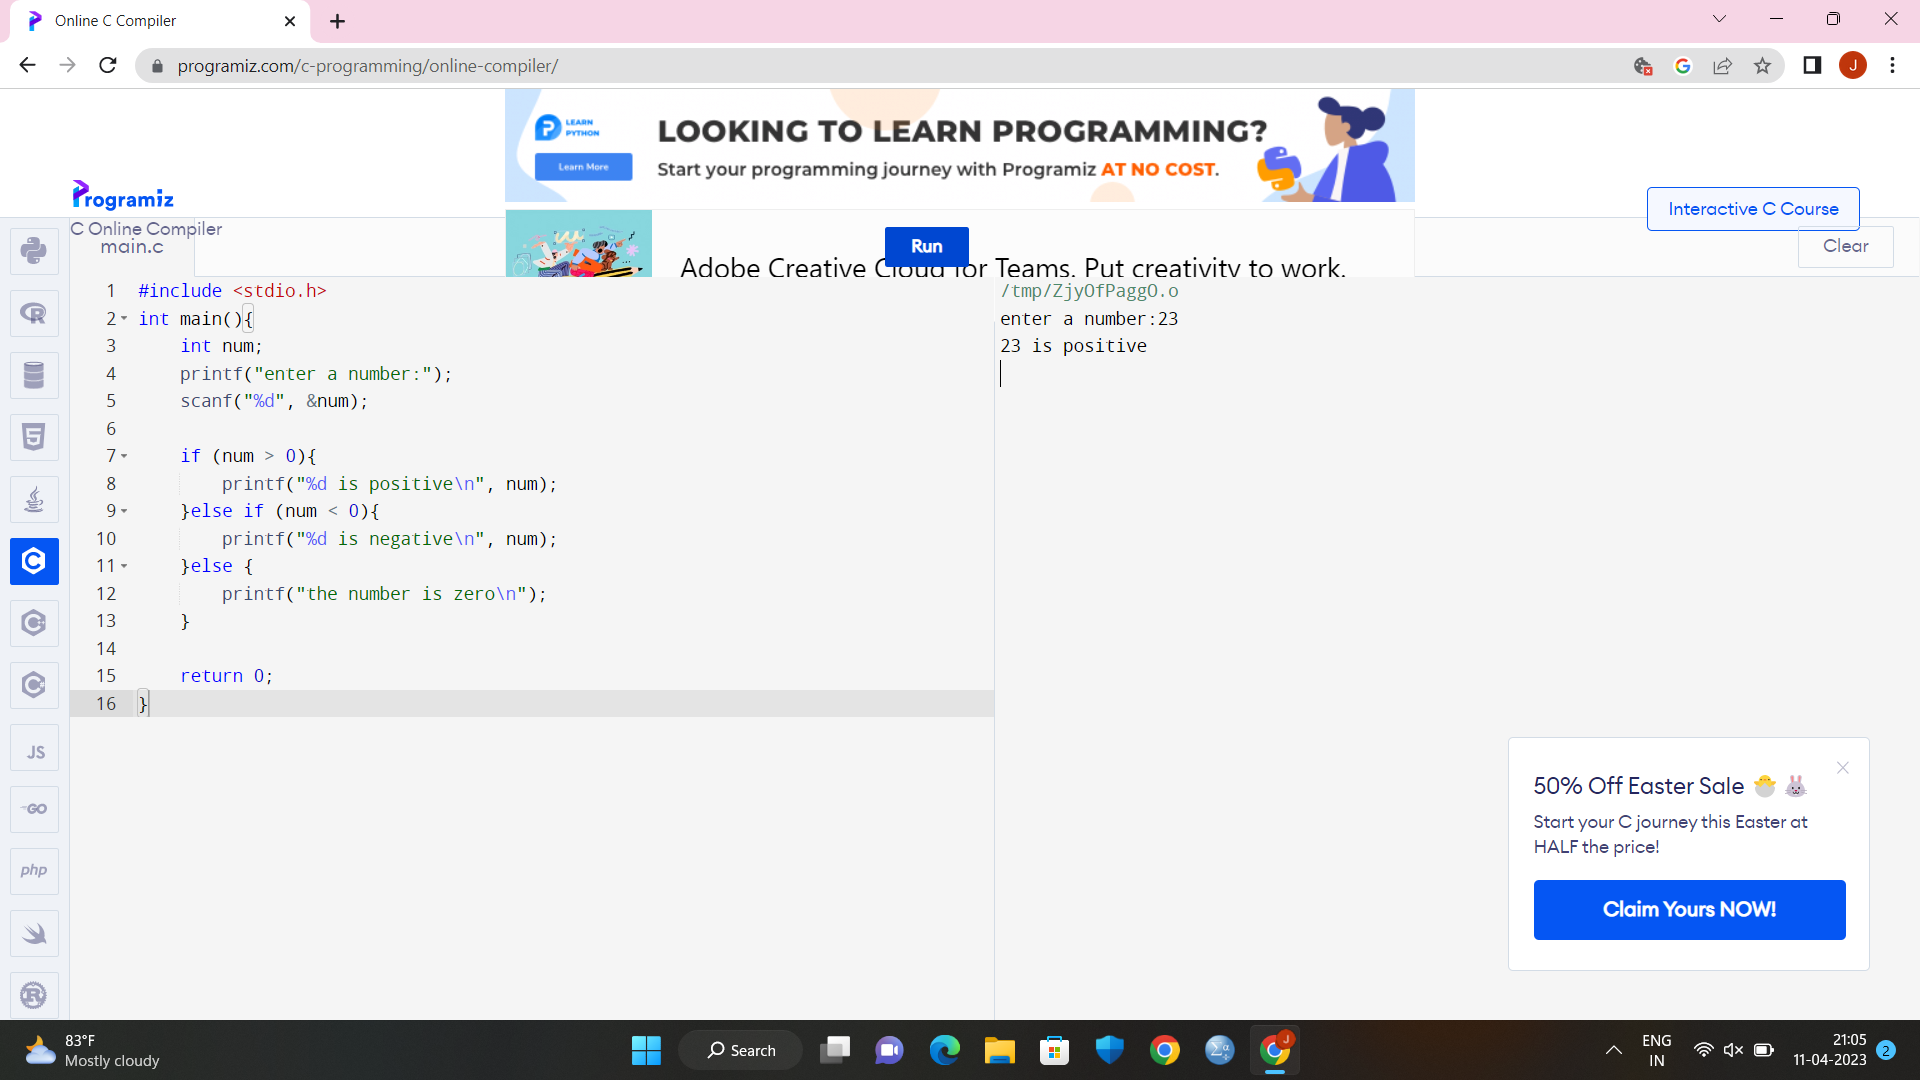 Online C Compiler
programiz.com/c-programming/online-compiler/
J
LEARN
PYTHON
Learn More
LOOKING TO LEARN PROGRAMMING?
Start your programming journey with Programiz AT NO COST.
Programiz
C Online Compiler
Interactive C Course
main.c
Run
Clear
Adobe Creative Cloud for Teams. Put creativity to work.
1 #include <stdio.h>
2 int main(){
3 int num;
4 printf("enter a number:");
5 scanf("%d", &num);
6
7 if (num > 0){
8 printf("%d is positive\n", num);
9 }else if (num < 0){
10 printf("%d is negative\n", num);
11 }else {
12 printf("the number is zero\n");
13 }
14
15 return 0;
16 }
/tmp/ZjyOfPaggO.o
enter a number:23
23 is positive
JS
GO
php
50% Off Easter Sale 🐣 🐰
Start your C journey this Easter at
HALF the price!
Claim Yours NOW!
83°F
Mostly cloudy
Search
J
ENG
IN
21:05
11-04-2023
2